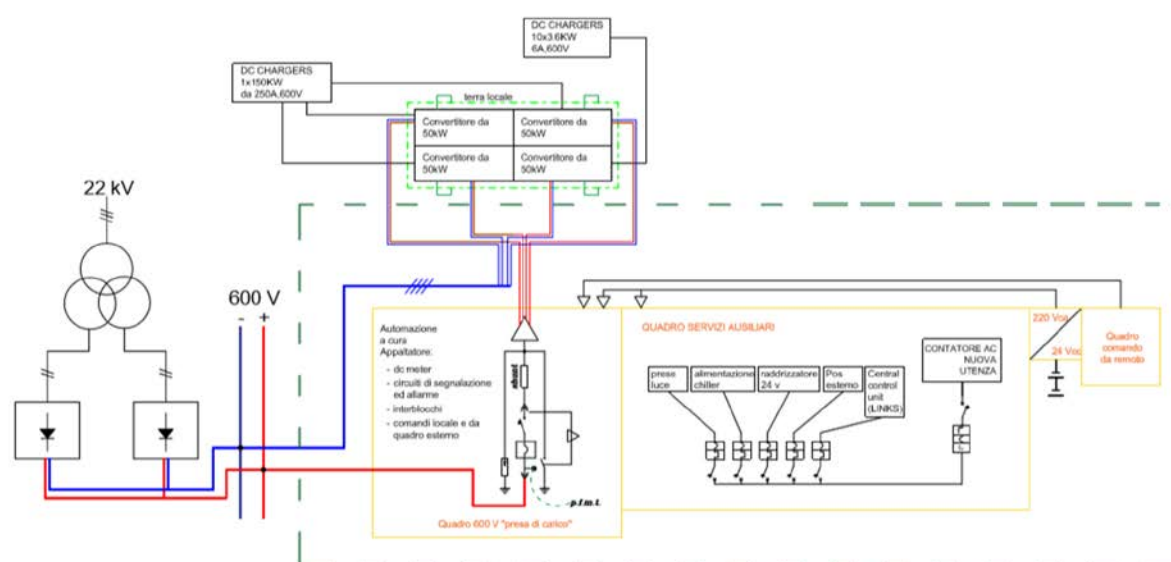 DC CHARGERS
10x3.6KW
6A,600V
DC CHARGERS
1x150KW
da 250A,600V
terra locale
Convertitore da
50kW
Convertitore da
50kW
Convertitore da
50kW
Convertitore da
50kW
22 kV
600 V
- +
Automazione
a cura
Appaltatore:
- dc meter
- circuiti di segnalazione
ed allarme
- interblocchi
- comandi locale e da
quadro esterno
shunt
p.f.m.t.
Quadro 600 V "presa di carico"
QUADRO SERVIZI AUSILIARI
prese
luce
alimentazione
chiller
raddrizzatore
24 v
Pos
esterno
Central
control
unit
(LINKS)
CONTATORE AC
NUOVA
UTENZA
220 Vca
24 Vcc
Quadro
comando
da remoto